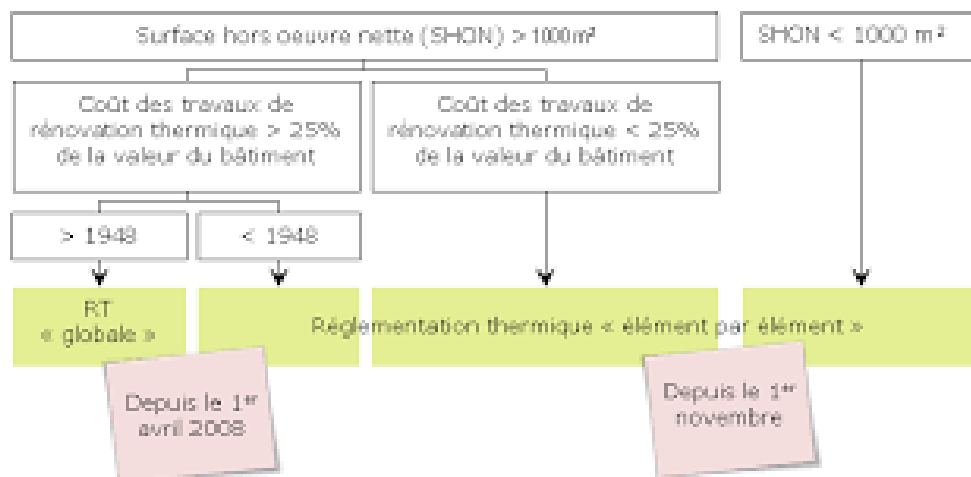 Surface hors oeuvre nette (SHON) > 1000m²
SHON < 1000 m²
Coût des travaux de
rénovation thermique > 25%
de la valeur du bâtiment
Coût des travaux de
rénovation thermique < 25%
de la valeur du bâtiment
> 1948
< 1948
RT
« globale »
Réglementation thermique « élément par élément »
Depuis le 1er
avril 2008
Depuis le 1er
novembre